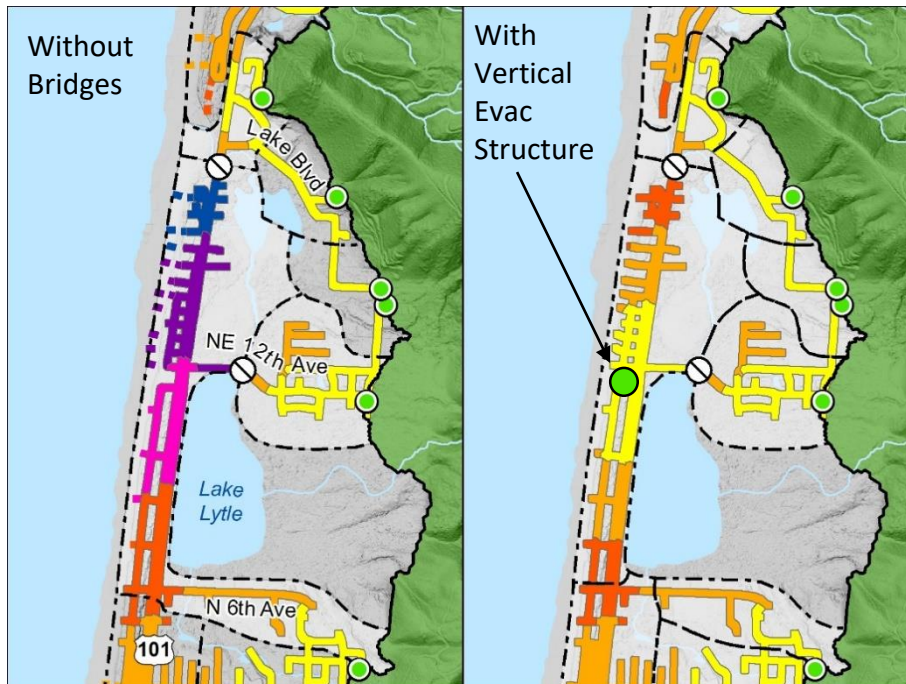 Without
Bridges
Lake Blvd
NE 12th Ave
Lake
Lytle
N 6th Ave
101
With
Vertical
Evac
Structure